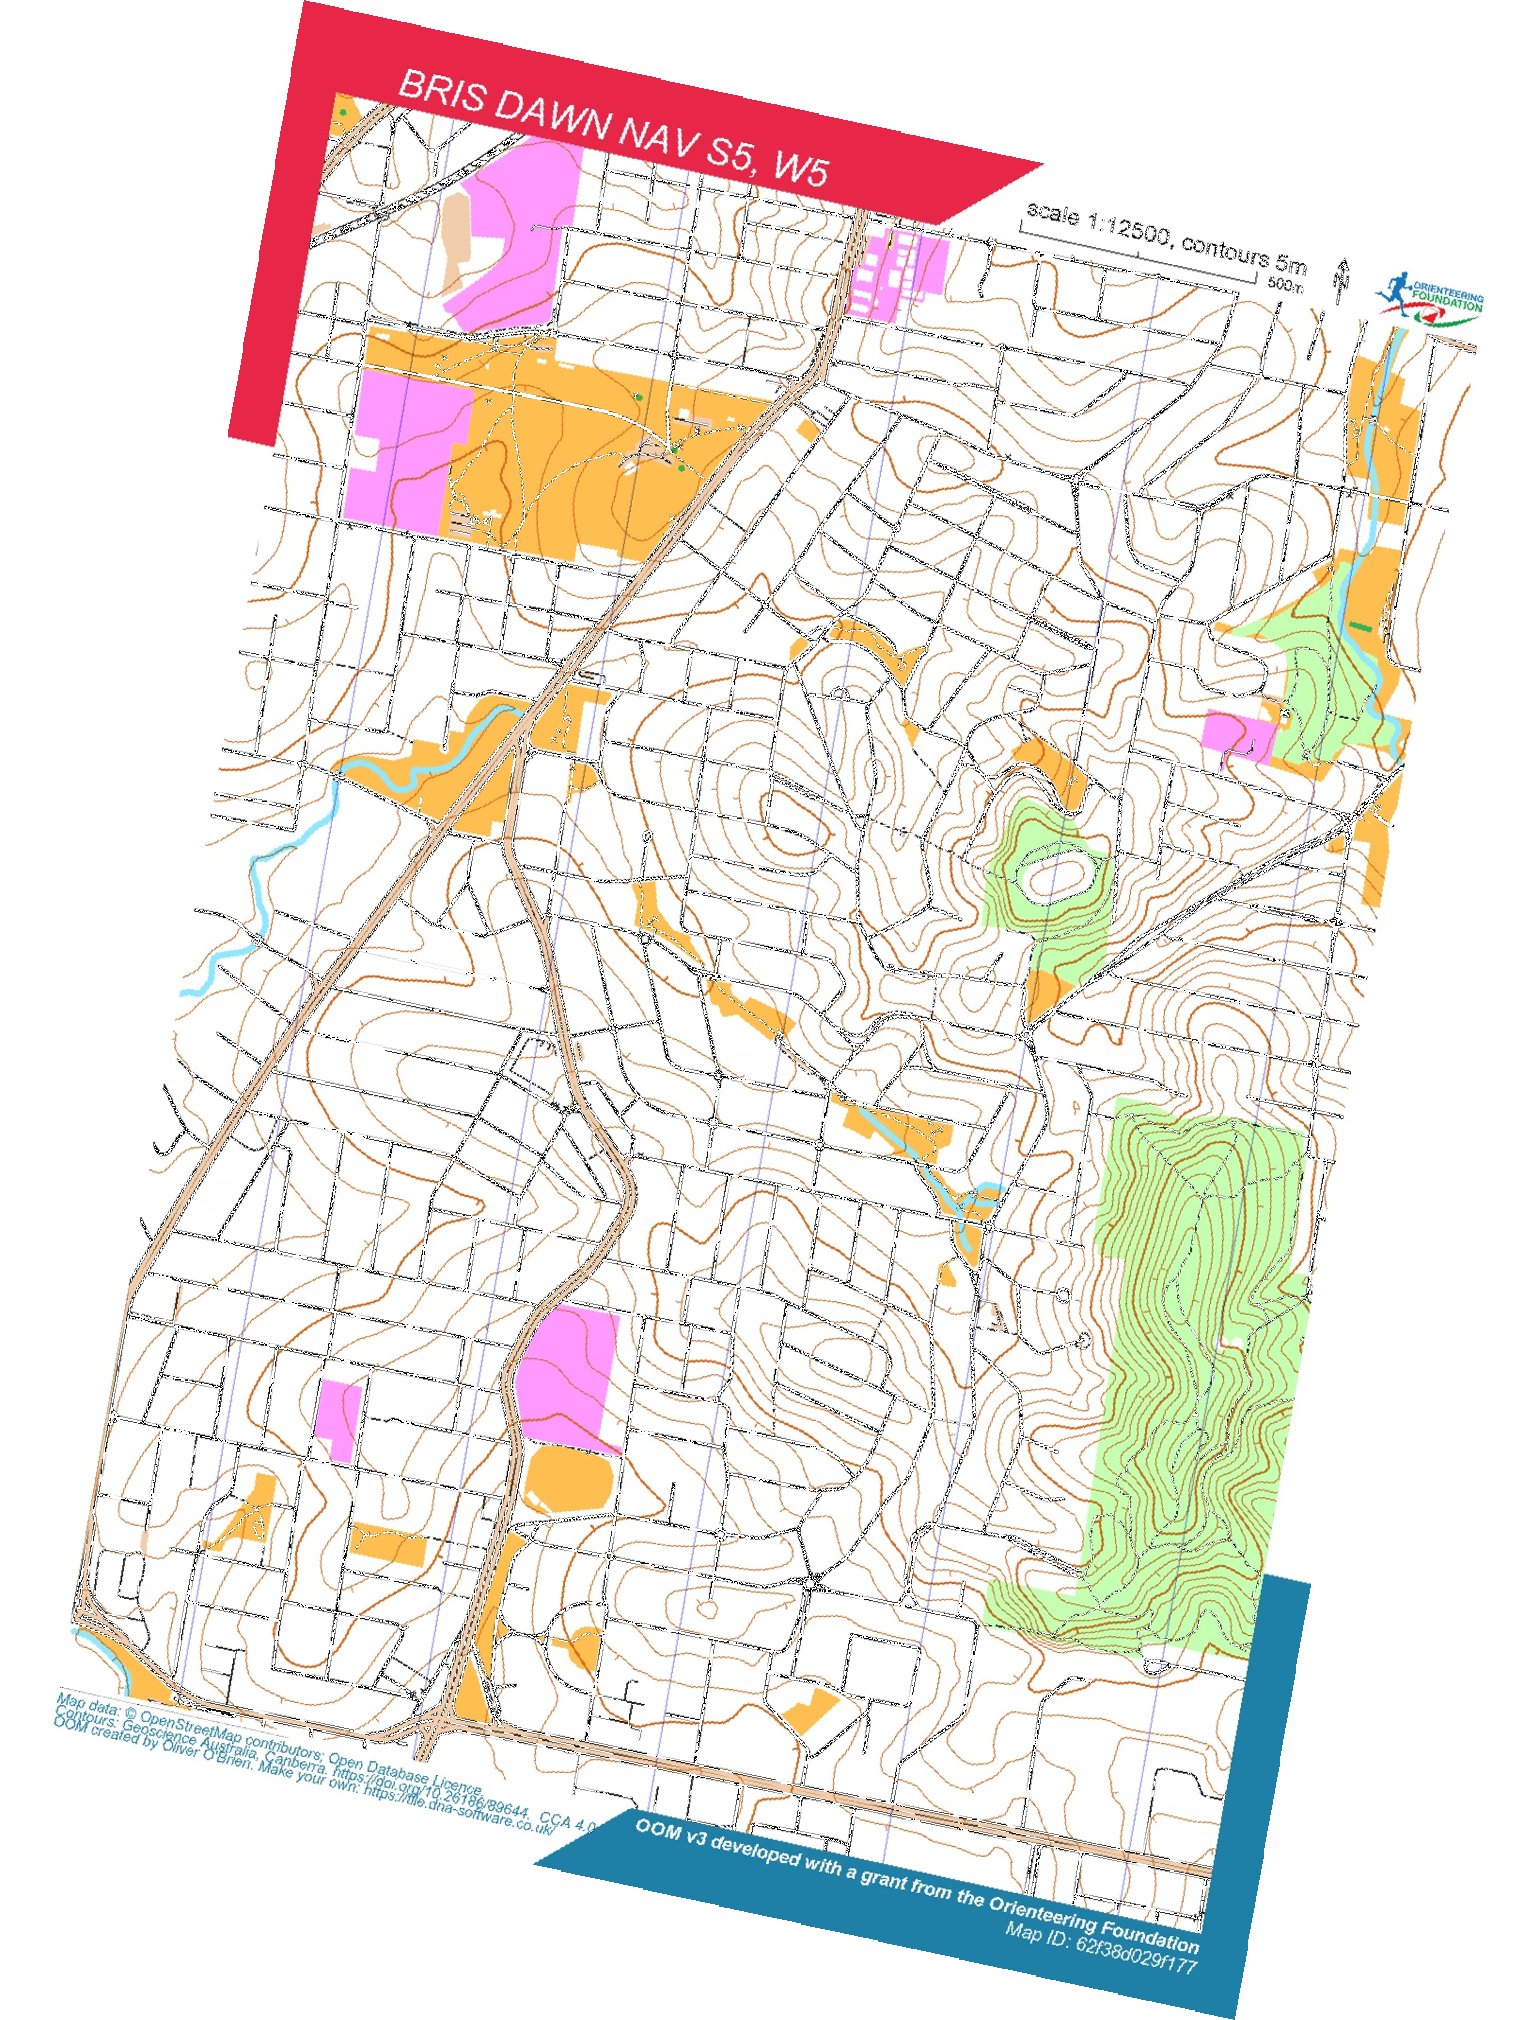 BRIS DAWN NAV S5, W5
scale 1:12500, contours 5m
500m
ORIENTEERING
FOUNDATION
Map data: © OpenStreetMap contributors, Open Database Licence.
Contours: Geoscience Australia, Canberra. https://doi.org/10.26186/89644. CCA 4.0
OOM created by Oliver O'Brien. Make your own: https://tile.dna-software.co.uk/
OOM v3 developed with a grant from the Orienteering Foundation
Map ID: 62f38d029f177